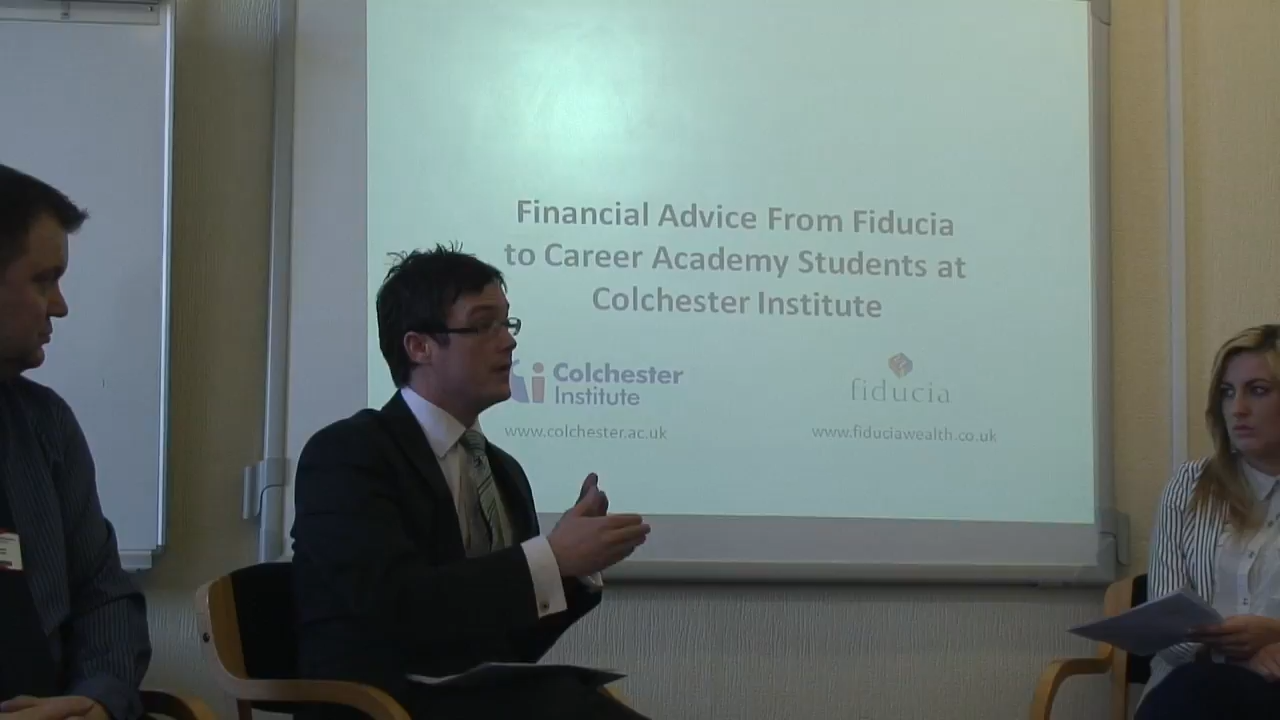 Financial Advice From Fiducia
to Career Academy Students at
Colchester Institute
Colchester
Institute
fiducia
www.colchester.ac.uk
www.fiduciawealth.co.uk